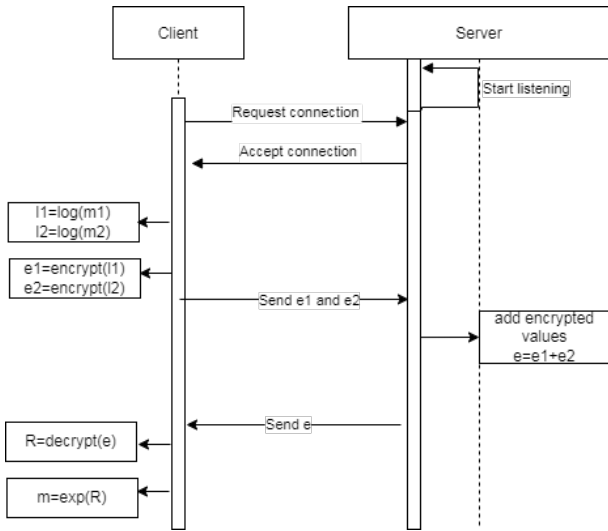 Client
Server
Start listening
Request connection
Accept connection
l1=log(m1)
l2=log(m2)
e1=encrypt(l1)
e2=encrypt(l2)
Send e1 and e2
add encrypted
values
e=e1+e2
Send e
R=decrypt(e)
m=exp(R)